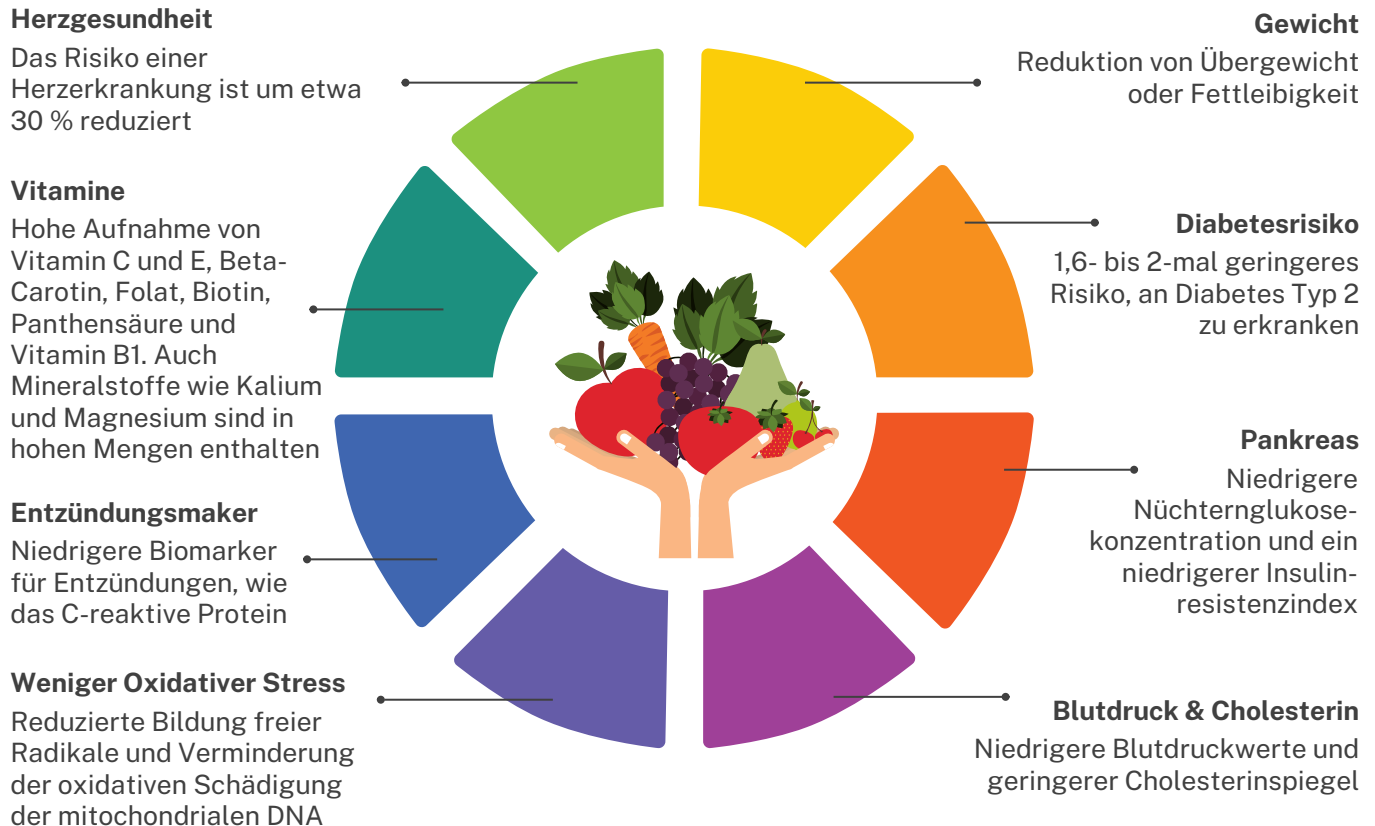 Herzgesundheit
Das Risiko einer
Herzerkrankung ist um etwa
30 % reduziert
Vitamine
Hohe Aufnahme von
Vitamin C und E, Beta-
Carotin, Folat, Biotin,
Panthensäure und
Vitamin B1. Auch
Mineralstoffe wie Kalium
und Magnesium sind in
hohen Mengen enthalten
Entzündungsmaker
Niedrigere Biomarker
für Entzündungen, wie
das C-reaktive Protein
Weniger Oxidativer Stress
Reduzierte Bildung freier
Radikale und Verminderung
der oxidativen Schädigung
der mitochondrialen DNA
Gewicht
Reduktion von Übergewicht
oder Fettleibigkeit
Diabetesrisiko
1,6- bis 2-mal geringeres
Risiko, an Diabetes Typ 2
zu erkranken
Pankreas
Niedrigere
Nüchternglukose-
konzentration und ein
niedrigerer Insulin-
resistenzindex
Blutdruck & Cholesterin
Niedrigere Blutdruckwerte und
geringerer Cholesterinspiegel